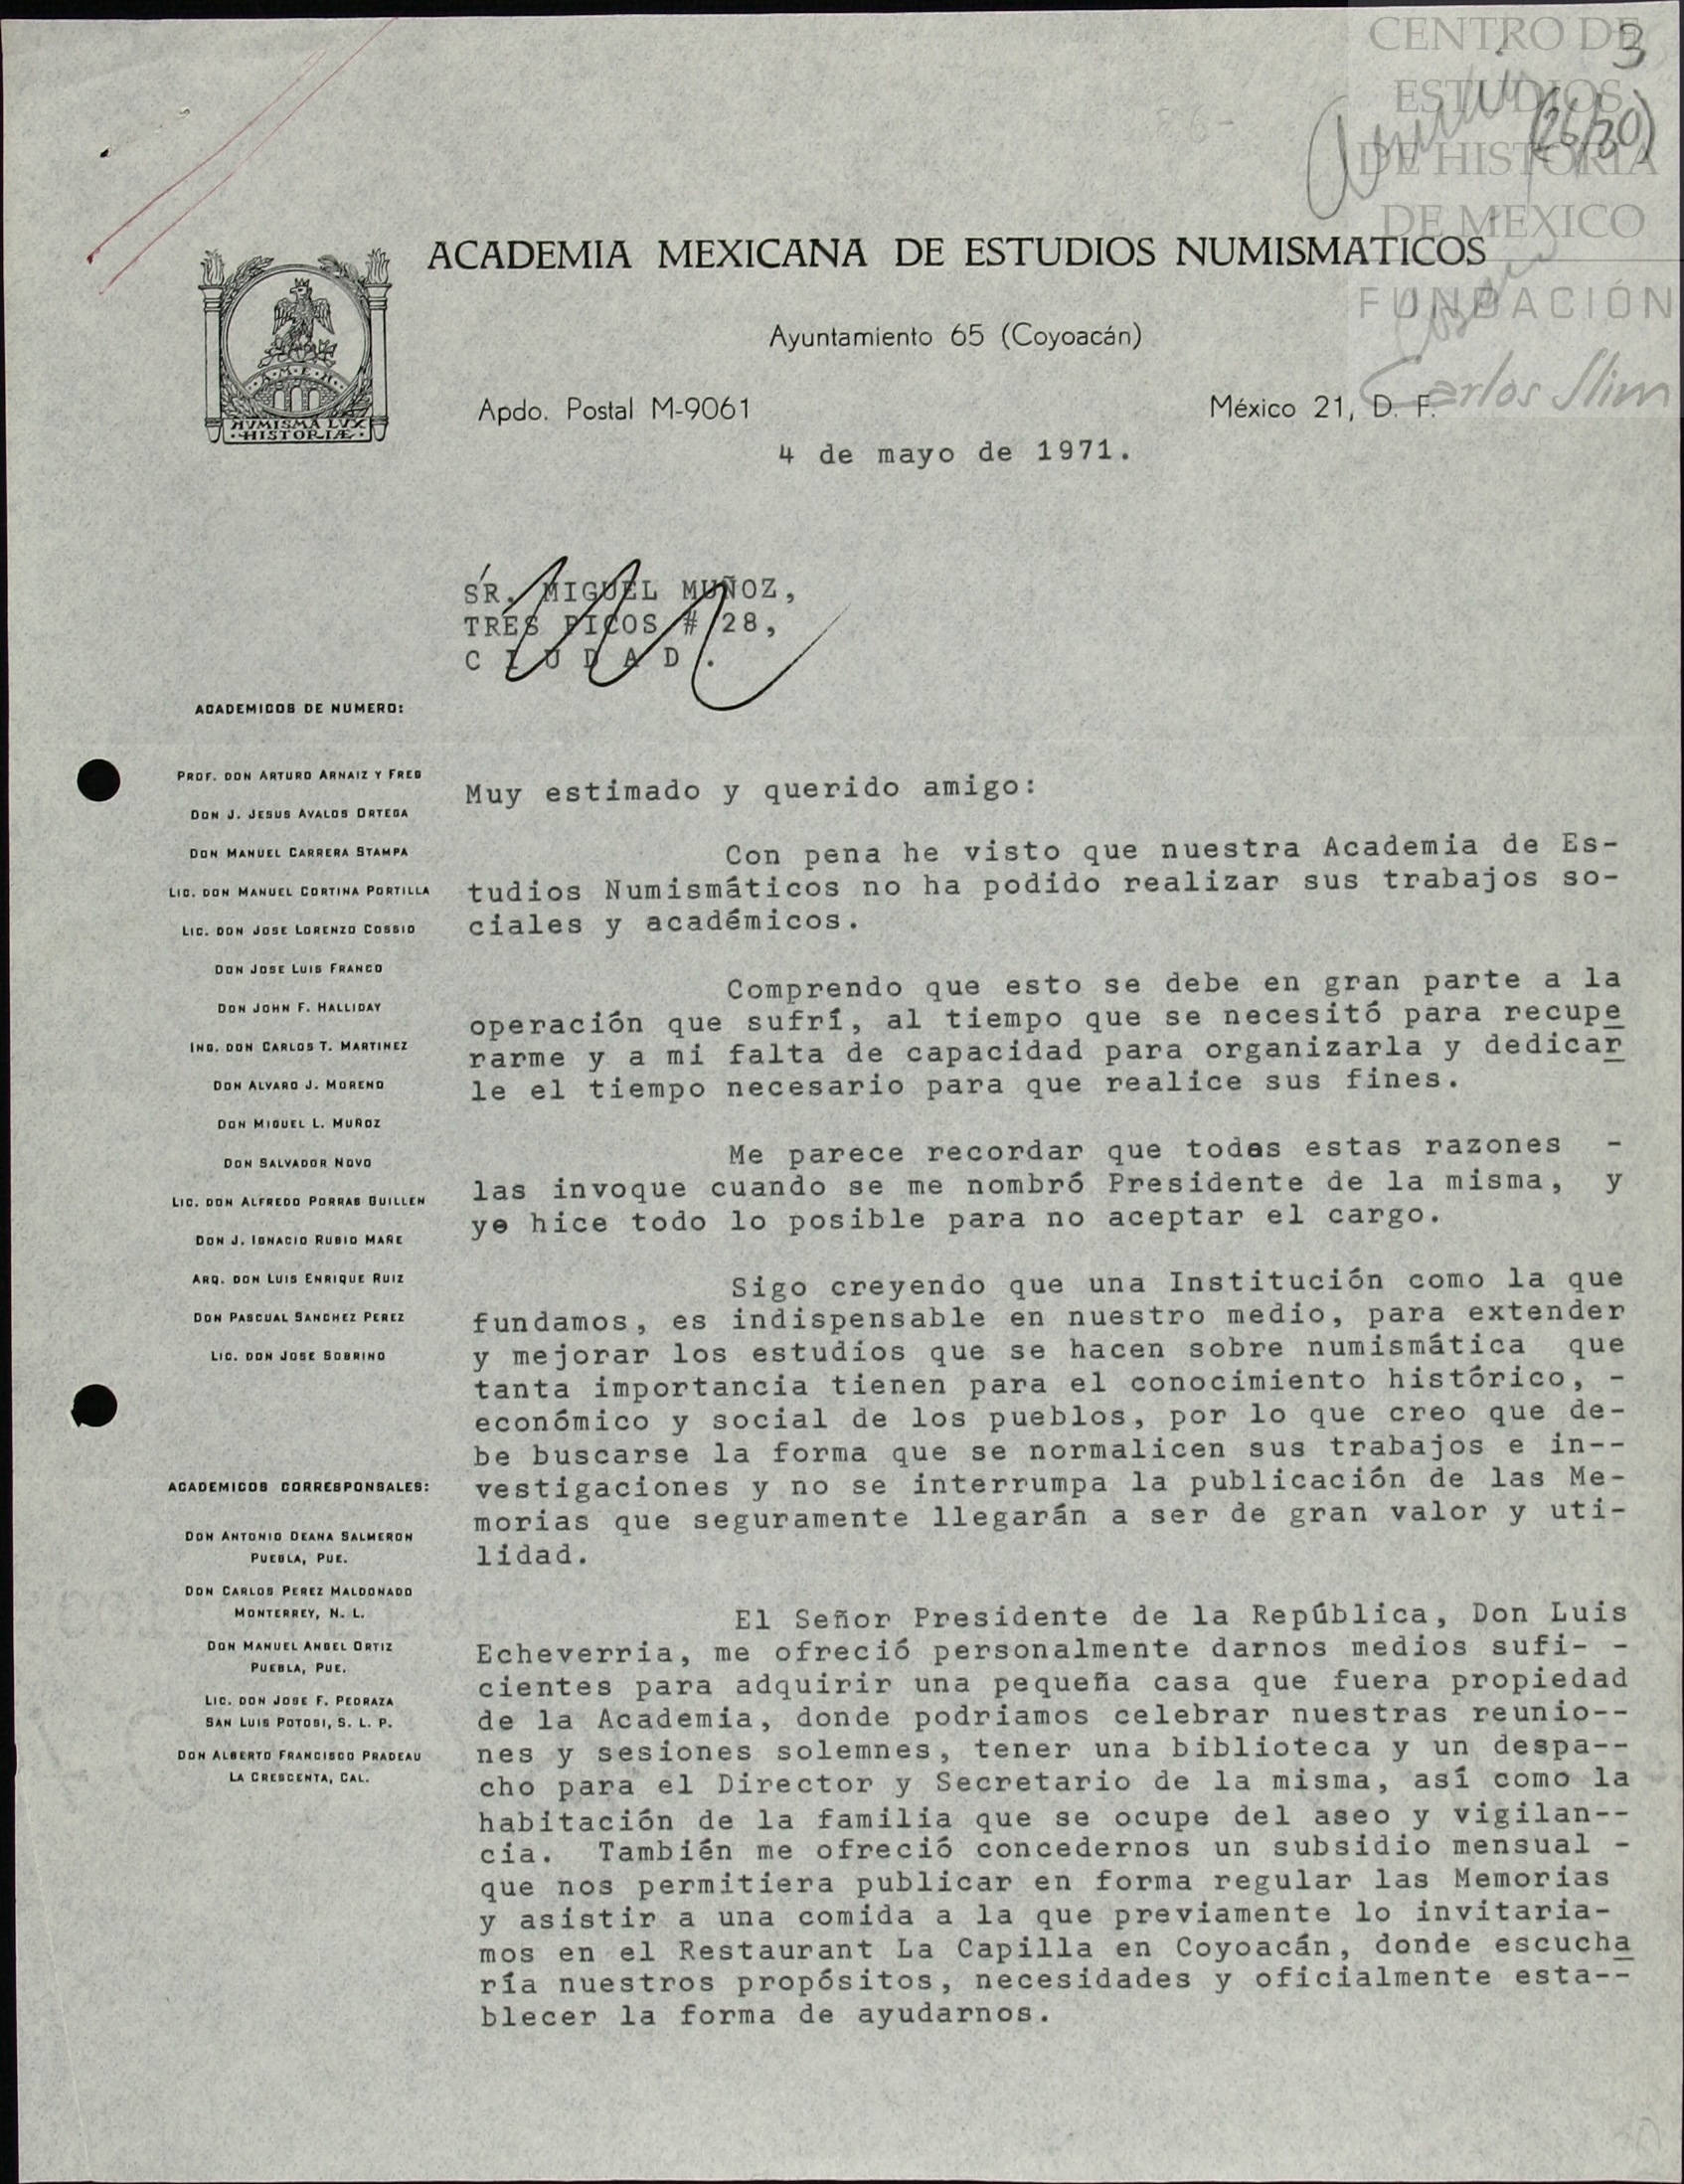 CENTRO DE
ESTUDIOS
DE HISTORIA
DE MEXICO
FUNDACIÓN
Carlos Slim
3
(26/30)
ACADEMIA MEXICANA DE ESTUDIOS NUMISMATICOS
Ayuntamiento 65 (Coyoacán)
Apdo. Postal M-9061
México 21, D. F.
A·M·E·N
NVMISMA LVX
·HISTORIÆ·
4 de mayo de 1971.
SR. MIGUEL MUÑOZ,
TRES PICOS # 28,
C I U D A D .
ACADEMICOS DE NUMERO:
PROF. DON ARTURO ARNAIZ Y FREG
DON J. JESUS AVALOS ORTEGA
DON MANUEL CARRERA STAMPA
LIC. DON MANUEL CORTINA PORTILLA
LIC. DON JOSE LORENZO COSSIO
DON JOSE LUIS FRANCO
DON JOHN F. HALLIDAY
ING. DON CARLOS T. MARTINEZ
DON ALVARO J. MORENO
DON MIGUEL L. MUÑOZ
DON SALVADOR NOVO
LIC. DON ALFREDO PORRAS GUILLEN
DON J. IGNACIO RUBIO MAÑE
ARQ. DON LUIS ENRIQUE RUIZ
DON PASCUAL SANCHEZ PEREZ
LIC. DON JOSE SOBRINO
ACADEMICOS CORRESPONSALES:
DON ANTONIO DEANA SALMERON
PUEBLA, PUE.
DON CARLOS PEREZ MALDONADO
MONTERREY, N. L.
DON MANUEL ANGEL ORTIZ
PUEBLA, PUE.
LIC. DON JOSE F. PEDRAZA
SAN LUIS POTOSI, S. L. P.
DON ALBERTO FRANCISCO PRADEAU
LA CRESCENTA, CAL.
Muy estimado y querido amigo:
Con pena he visto que nuestra Academia de Es-
tudios Numismáticos no ha podido realizar sus trabajos so-
ciales y académicos.
Comprendo que esto se debe en gran parte a la
operación que sufrí, al tiempo que se necesitó para recupe
rarme y a mi falta de capacidad para organizarla y dedicar
le el tiempo necesario para que realice sus fines.
Me parece recordar que todas estas razones -
las invoque cuando se me nombró Presidente de la misma, y
yo hice todo lo posible para no aceptar el cargo.
Sigo creyendo que una Institución como la que
fundamos, es indispensable en nuestro medio, para extender
y mejorar los estudios que se hacen sobre numismática que
tanta importancia tienen para el conocimiento histórico, -
económico y social de los pueblos, por lo que creo que de-
be buscarse la forma que se normalicen sus trabajos e in--
vestigaciones y no se interrumpa la publicación de las Me-
morias que seguramente llegarán a ser de gran valor y uti-
lidad.
El Señor Presidente de la República, Don Luis
Echeverria, me ofreció personalmente darnos medios sufi- -
cientes para adquirir una pequeña casa que fuera propiedad
de la Academia, donde podriamos celebrar nuestras reunio--
nes y sesiones solemnes, tener una biblioteca y un despa--
cho para el Director y Secretario de la misma, así como la
habitación de la familia que se ocupe del aseo y vigilan--
cia. También me ofreció concedernos un subsidio mensual -
que nos permitiera publicar en forma regular las Memorias
y asistir a una comida a la que previamente lo invitaria-
mos en el Restaurant La Capilla en Coyoacán, donde escucha
ría nuestros propósitos, necesidades y oficialmente esta--
blecer la forma de ayudarnos.